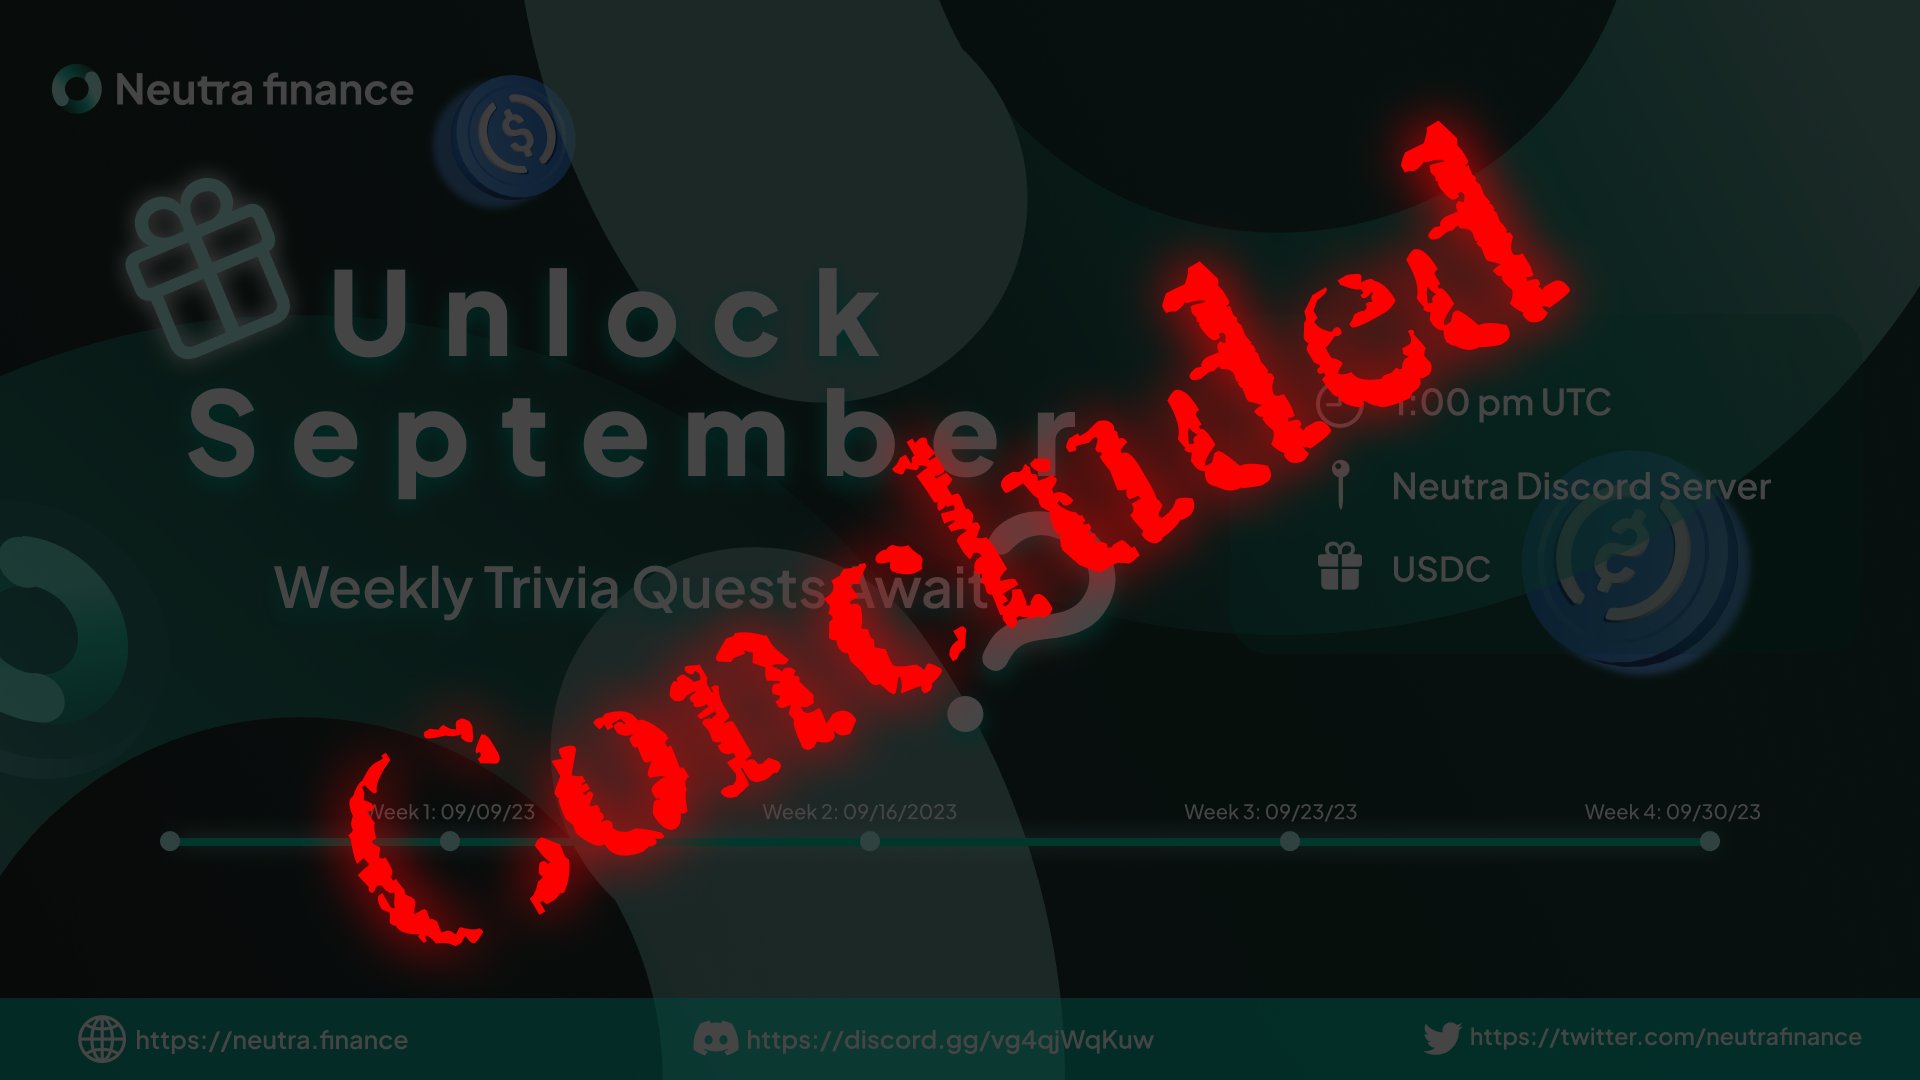 Neutra finance
Unlock
September
Weekly Trivia Quests Await
1:00 pm UTC
Neutra Discord Server
USDC
Concluded
Week 1: 09/09/23
Week 2: 09/16/2023
Week 3: 09/23/23
Week 4: 09/30/23
https://neutra.finance
https://discord.gg/vg4qjWqKuw
https://twitter.com/neutrafinance